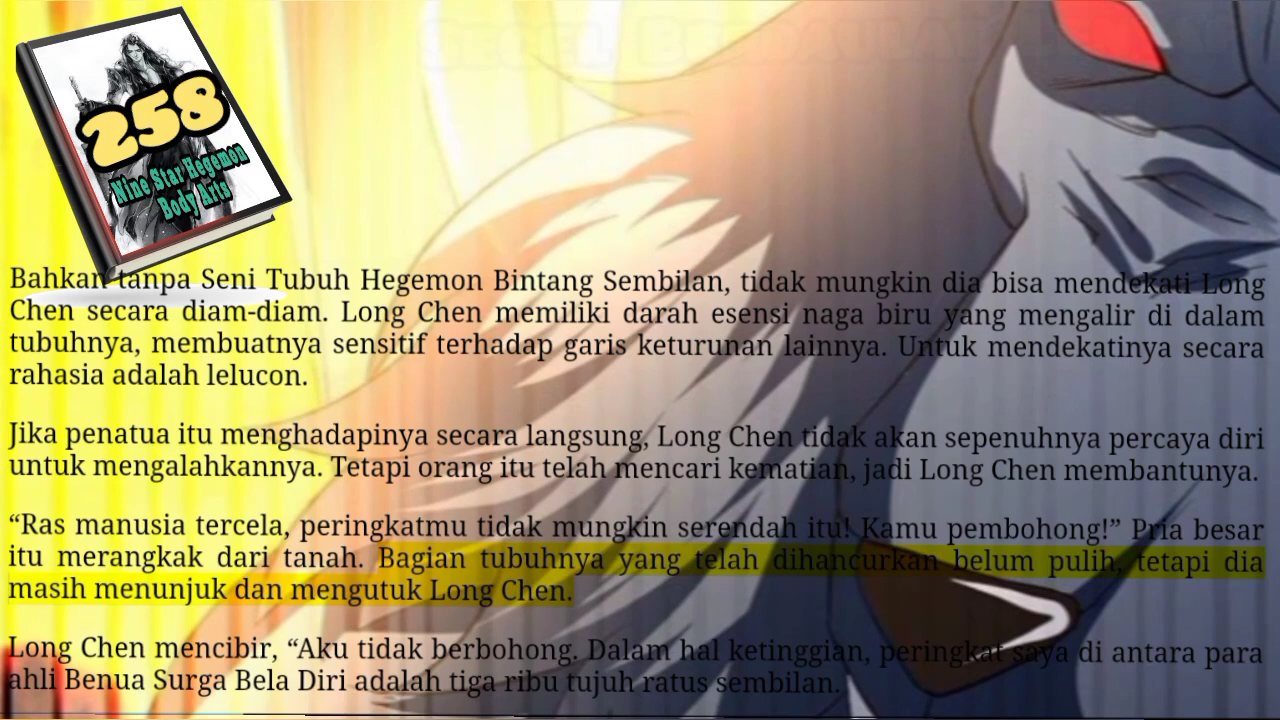 258
Nine Star Hegemon
Body Arts
Bahkan tanpa Seni Tubuh Hegemon Bintang Sembilan, tidak mungkin dia bisa mendekati Long
Chen secara diam-diam. Long Chen memiliki darah esensi naga biru yang mengalir di dalam
tubuhnya, membuatnya sensitif terhadap garis keturunan lainnya. Untuk mendekatinya secara
rahasia adalah lelucon.
Jika penatua itu menghadapinya secara langsung, Long Chen tidak akan sepenuhnya percaya diri
untuk mengalahkannya. Tetapi orang itu telah mencari kematian, jadi Long Chen membantunya.
“Ras manusia tercela, peringkatmu tidak mungkin serendah itu! Kamu pembohong!” Pria besar
itu merangkak dari tanah. Bagian tubuhnya yang telah dihancurkan belum pulih, tetapi dia
masih menunjuk dan mengutuk Long Chen.
Long Chen mencibir, “Aku tidak berbohong. Dalam hal ketinggian, peringkat saya di antara para
ahli Benua Surga Bela Diri adalah tiga ribu tujuh ratus sembilan.